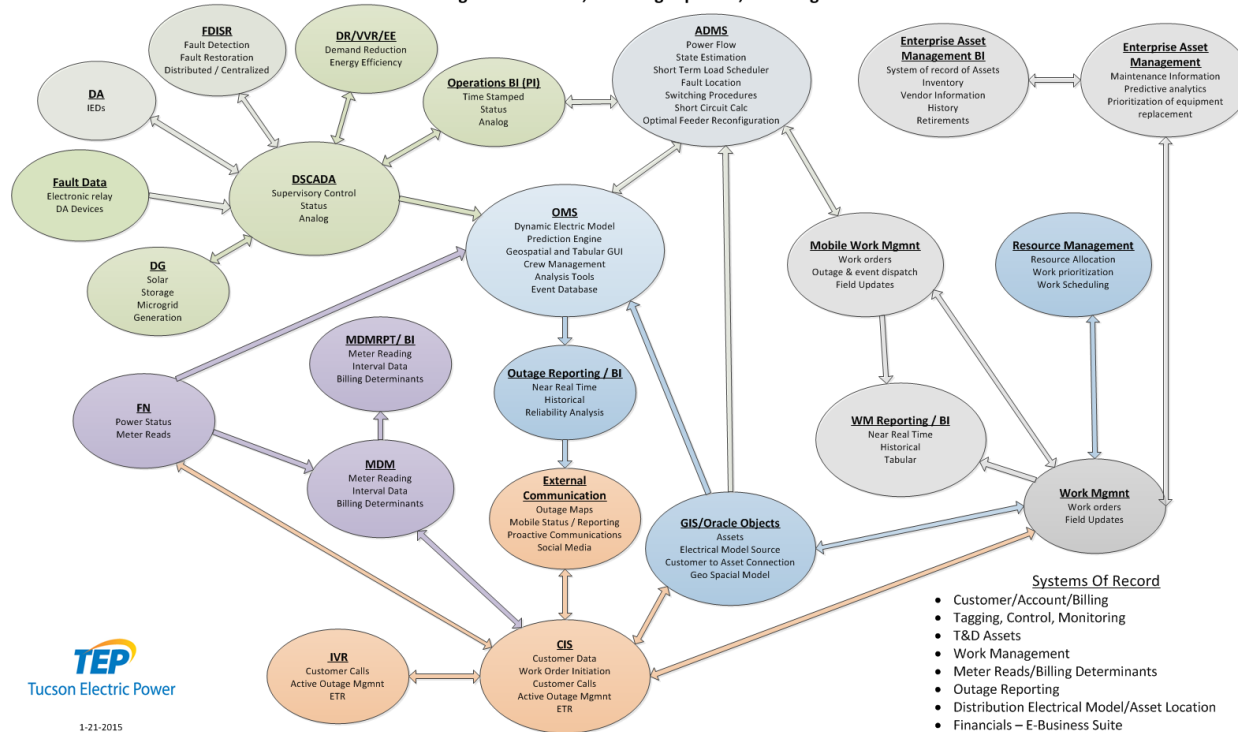 FDISR
Fault Detection
Fault Restoration
Distributed / Centralized
DR/VVR/EE
Demand Reduction
Energy Efficiency
Operations BI (PI)
Time Stamped
Status
Analog
ADMS
Power Flow
State Estimation
Short Term Load Scheduler
Fault Location
Switching Procedures
Short Circuit Calc
Optimal Feeder Reconfiguration
Enterprise Asset
Management BI
System of record of Assets
Inventory
Vendor Information
History
Retirements
Enterprise Asset
Management
Maintenance Information
Predictive analytics
Prioritization of equipment
replacement
DA
IEDs
Fault Data
Electronic relay
DA Devices
DSCADA
Supervisory Control
Status
Analog
DG
Solar
Storage
Microgrid
Generation
OMS
Dynamic Electric Model
Prediction Engine
Geospatial and Tabular GUI
Crew Management
Analysis Tools
Event Database
Mobile Work Mgmnt
Work orders
Outage & event dispatch
Field Updates
Resource Management
Resource Allocation
Work prioritization
Work Scheduling
MDMRPT/ BI
Meter Reading
Interval Data
Billing Determinants
Outage Reporting / BI
Near Real Time
Historical
Reliability Analysis
FN
Power Status
Meter Reads
WM Reporting / BI
Near Real Time
Historical
Tabular
MDM
Meter Reading
Interval Data
Billing Determinants
External
Communication
Outage Maps
Mobile Status / Reporting
Proactive Communications
Social Media
GIS/Oracle Objects
Assets
Electrical Model Source
Customer to Asset Connection
Geo Spacial Model
Work Mgmnt
Work orders
Field Updates
IVR
Customer Calls
Active Outage Mgmnt
ETR
CIS
Customer Data
Work Order Initiation
Customer Calls
Active Outage Mgmnt
ETR
Systems Of Record
• Customer/Account/Billing
• Tagging, Control, Monitoring
• T&D Assets
• Work Management
• Meter Reads/Billing Determinants
• Outage Reporting
• Distribution Electrical Model/Asset Location
• Financials – E-Business Suite
TEP
Tucson Electric Power
1-21-2015